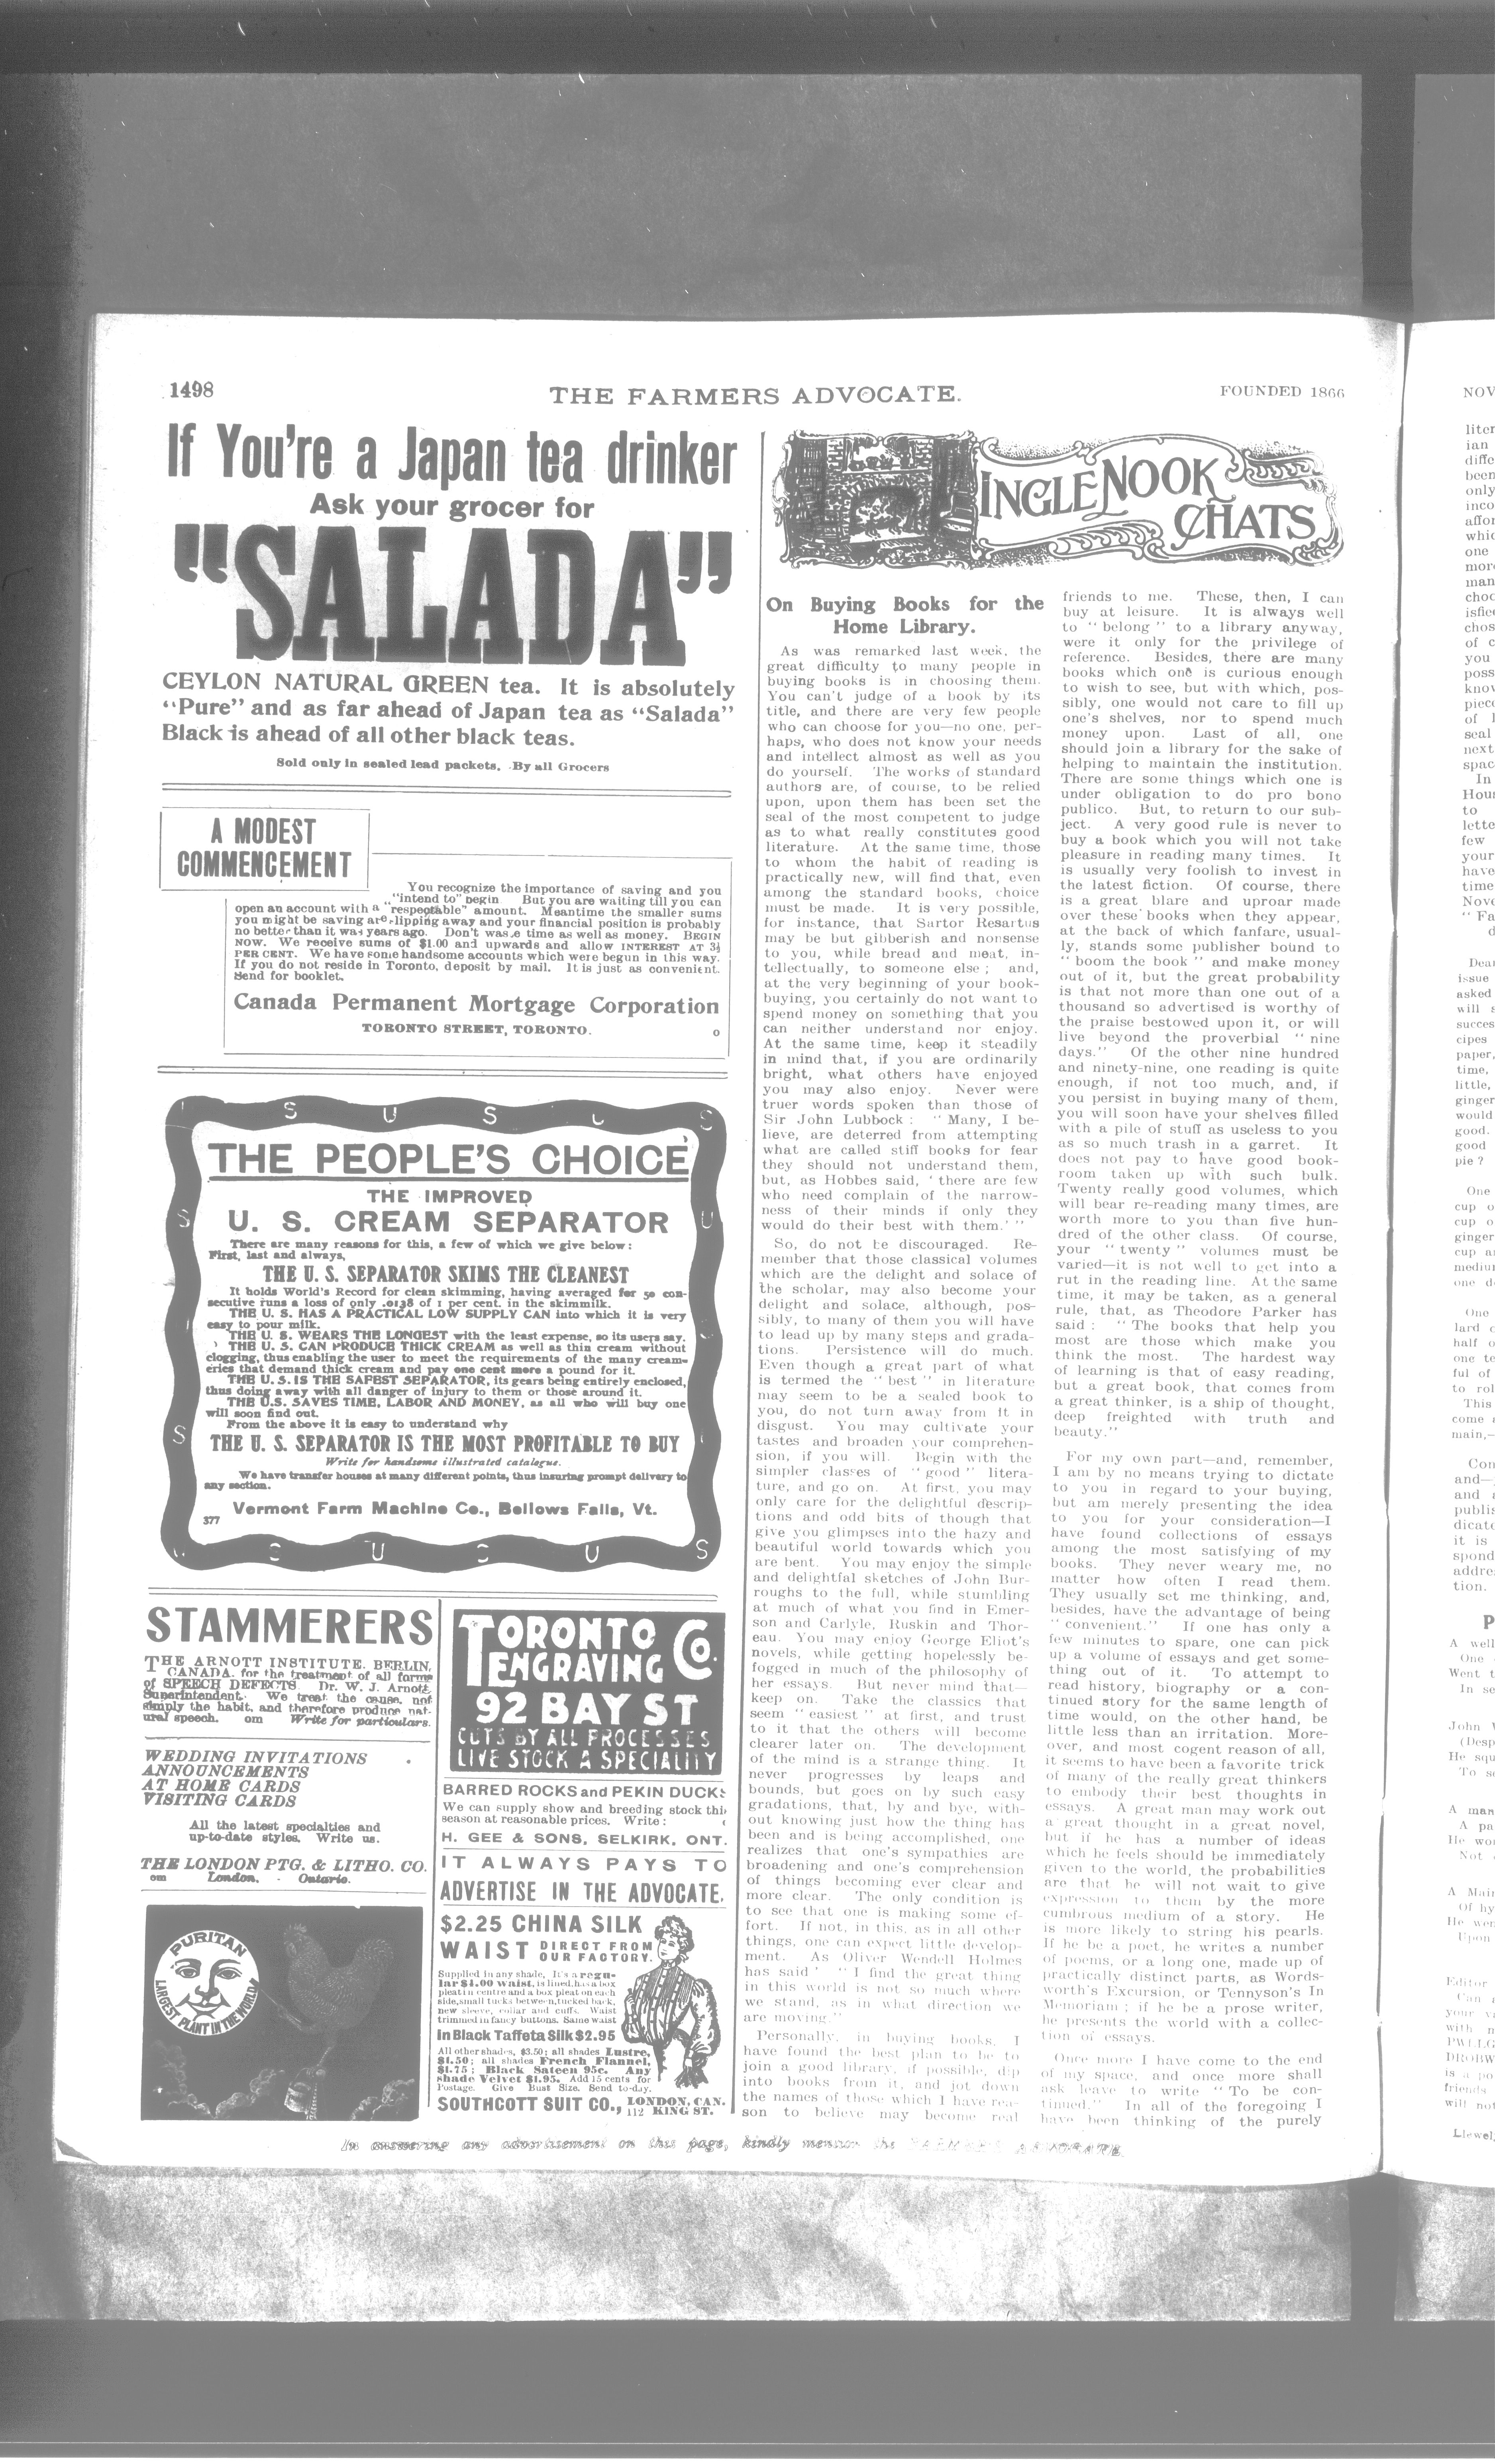 1498
THE FARMERS ADVOCATE.
FOUNDED 1866
If You're a Japan tea drinker
Ask your grocer for
"SALADA"
CEYLON NATURAL GREEN tea. It is absolutely
"Pure" and as far ahead of Japan tea as "Salada"
Black is ahead of all other black teas.
Sold only in sealed lead packets. By all Grocers
A MODEST
COMMENCEMENT
You recognize the importance of saving and you
"intend to" begin But you are waiting till you can
open an account with a "respectable" amount. Meantime the smaller sums
you might be saving are slipping away and your financial position is probably
no better than it was years ago. Don't waste time as well as money. BEGIN
NOW. We receive sums of $1.00 and upwards and allow INTEREST AT 3½
PER CENT. We have some handsome accounts which were begun in this way.
If you do not reside in Toronto, deposit by mail. It is just as convenient.
Send for booklet.
Canada Permanent Mortgage Corporation
TORONTO STREET, TORONTO. o
THE PEOPLE'S CHOICE
THE IMPROVED
U. S. CREAM SEPARATOR
There are many reasons for this, a few of which we give below:
First, last and always,
THE U. S. SEPARATOR SKIMS THE CLEANEST
It holds World's Record for clean skimming, having averaged for 50 con-
secutive runs a loss of only .0138 of 1 per cent. in the skimmilk.
THE U. S. HAS A PRACTICAL LOW SUPPLY CAN into which it is very
easy to pour milk.
THE U. S. WEARS THE LONGEST with the least expense, so its users say.
THE U. S. CAN PRODUCE THICK CREAM as well as thin cream without
clogging, thus enabling the user to meet the requirements of the many cream-
eries that demand thick cream and pay one cent more a pound for it.
THE U. S. IS THE SAFEST SEPARATOR, its gears being entirely enclosed,
thus doing away with all danger of injury to them or those around it.
THE U.S. SAVES TIME, LABOR AND MONEY, as all who will buy one
will soon find out.
From the above it is easy to understand why
THE U. S. SEPARATOR IS THE MOST PROFITABLE TO BUY
Write for handsome illustrated catalogue.
We have transfer houses at many different points, thus insuring prompt delivery to
any section.
Vermont Farm Machine Co., Bellows Falls, Vt.
377
STAMMERERS
THE ARNOTT INSTITUTE, BERLIN,
CANADA, for the treatment of all forms
of SPEECH DEFECTS. Dr. W. J. Arnott,
Superintendent. We treat the cause, not
simply the habit, and therefore produce nat-
ural speech. om Write for particulars.
WEDDING INVITATIONS
ANNOUNCEMENTS
AT HOME CARDS
VISITING CARDS
All the latest specialties and
up-to-date styles. Write us.
THE LONDON PTG. & LITHO. CO.
om London, - Ontario.
PURITAN
LARGEST PLANT IN THE WORLD
TORONTO
ENGRAVING Co.
92 BAY ST
CUTS BY ALL PROCESSES
LIVE STOCK A SPECIALITY
BARRED ROCKS and PEKIN DUCKS
We can supply show and breeding stock this
season at reasonable prices. Write:
H. GEE & SONS, SELKIRK, ONT.
IT ALWAYS PAYS TO
ADVERTISE IN THE ADVOCATE.
$2.25 CHINA SILK
WAIST DIRECT FROM
OUR FACTORY.
Supplied in any shade, It's a regu-
lar $4.00 waist, is lined, has a box
pleat in centre and a box pleat on each
side, small tucks between, tucked back,
new sleeve, collar and cuffs. Waist
trimmed in fancy buttons. Same waist
In Black Taffeta Silk $2.95
All other shades, $3.50; all shades Lustre,
$1.50; all shades French Flannel,
$1.75; Black Sateen 95c. Any
shade Velvet $1.95. Add 15 cents for
Postage. Give Bust Size. Send to-day.
SOUTHCOTT SUIT CO., LONDON, CAN.
112 KING ST.
INGLE NOOK
CHATS
On Buying Books for the
Home Library.
As was remarked last week, the
great difficulty to many people in
buying books is in choosing them.
You can't judge of a book by its
title, and there are very few people
who can choose for you—no one, per-
haps, who does not know your needs
and intellect almost as well as you
do yourself. The works of standard
authors are, of course, to be relied
upon, upon them has been set the
seal of the most competent to judge
as to what really constitutes good
literature. At the same time, those
to whom the habit of reading is
practically new, will find that, even
among the standard books, choice
must be made. It is very possible,
for instance, that Sartor Resartus
may be but gibberish and nonsense
to you, while bread and meat, in-
tellectually, to someone else; and,
at the very beginning of your book-
buying, you certainly do not want to
spend money on something that you
can neither understand nor enjoy.
At the same time, keep it steadily
in mind that, if you are ordinarily
bright, what others have enjoyed
you may also enjoy. Never were
truer words spoken than those of
Sir John Lubbock: "Many, I be-
lieve, are deterred from attempting
what are called stiff books for fear
they should not understand them,
but, as Hobbes said, 'there are few
who need complain of the narrow-
ness of their minds if only they
would do their best with them.'"
So, do not be discouraged. Re-
member that those classical volumes
which are the delight and solace of
the scholar, may also become your
delight and solace, although, pos-
sibly, to many of them you will have
to lead up by many steps and grada-
tions. Persistence will do much.
Even though a great part of what
is termed the "best" in literature
may seem to be a sealed book to
you, do not turn away from it in
disgust. You may cultivate your
tastes and broaden your comprehen-
sion, if you will. Begin with the
simpler classes of "good" litera-
ture, and go on. At first, you may
only care for the delightful descrip-
tions and odd bits of though that
give you glimpses into the hazy and
beautiful world towards which you
are bent. You may enjoy the simple
and delightful sketches of John Bur-
roughs to the full, while stumbling
at much of what you find in Emer-
son and Carlyle, Ruskin and Thor-
eau. You may enjoy George Eliot's
novels, while getting hopelessly be-
fogged in much of the philosophy of
her essays. But never mind that—
keep on. Take the classics that
seem "easiest" at first, and trust
to it that the others will become
clearer later on. The development
of the mind is a strange thing. It
never progresses by leaps and
bounds, but goes on by such easy
gradations, that, by and bye, with-
out knowing just how the thing has
been and is being accomplished, one
realizes that one's sympathies are
broadening and one's comprehension
of things becoming ever clear and
more clear. The only condition is
to see that one is making some ef-
fort. If not, in this, as in all other
things, one can expect little develop-
ment. As Oliver Wendell Holmes
has said "I find the great thing
in this world is not so much where
we stand, as in what direction we
are moving."
Personally, in buying books, I
have found the best plan to be to
join a good library, if possible, dip
into books from it, and jot down
the names of those which I have rea-
son to believe may become real
friends to me. These, then, I can
buy at leisure. It is always well
to "belong" to a library anyway,
were it only for the privilege of
reference. Besides, there are many
books which one is curious enough
to wish to see, but with which, pos-
sibly, one would not care to fill up
one's shelves, nor to spend much
money upon. Last of all, one
should join a library for the sake of
helping to maintain the institution.
There are some things which one is
under obligation to do pro bono
publico. But, to return to our sub-
ject. A very good rule is never to
buy a book which you will not take
pleasure in reading many times. It
is usually very foolish to invest in
the latest fiction. Of course, there
is a great blare and uproar made
over these books when they appear,
at the back of which fanfare, usual-
ly, stands some publisher bound to
"boom the book" and make money
out of it, but the great probability
is that not more than one out of a
thousand so advertised is worthy of
the praise bestowed upon it, or will
live beyond the proverbial "nine
days." Of the other nine hundred
and ninety-nine, one reading is quite
enough, if not too much, and, if
you persist in buying many of them,
you will soon have your shelves filled
with a pile of stuff as useless to you
as so much trash in a garret. It
does not pay to have good book-
room taken up with such bulk.
Twenty really good volumes, which
will bear re-reading many times, are
worth more to you than five hun-
dred of the other class. Of course,
your "twenty" volumes must be
varied—it is not well to get into a
rut in the reading line. At the same
time, it may be taken, as a general
rule, that, as Theodore Parker has
said: "The books that help you
most are those which make you
think the most. The hardest way
of learning is that of easy reading,
but a great book, that comes from
a great thinker, is a ship of thought,
deep freighted with truth and
beauty."
For my own part—and, remember,
I am by no means trying to dictate
to you in regard to your buying,
but am merely presenting the idea
to you for your consideration—I
have found collections of essays
among the most satisfying of my
books. They never weary me, no
matter how often I read them.
They usually set me thinking, and,
besides, have the advantage of being
"convenient." If one has only a
few minutes to spare, one can pick
up a volume of essays and get some-
thing out of it. To attempt to
read history, biography or a con-
tinued story for the same length of
time would, on the other hand, be
little less than an irritation. More-
over, and most cogent reason of all,
it seems to have been a favorite trick
of many of the really great thinkers
to embody their best thoughts in
essays. A great man may work out
a great thought in a great novel,
but if he has a number of ideas
which he feels should be immediately
given to the world, the probabilities
are that he will not wait to give
expression to them by the more
cumbrous medium of a story. He
is more likely to string his pearls.
If he be a poet, he writes a number
of poems, or a long one, made up of
practically distinct parts, as Words-
worth's Excursion, or Tennyson's In
Memoriam; if he be a prose writer,
he presents the world with a collec-
tion of essays.
Once more I have come to the end
of my space, and once more shall
ask leave to write "To be con-
tinued." In all of the foregoing I
have been thinking of the purely
In answering any advertisement on this page, kindly mention the FARMER'S ADVOCATE.